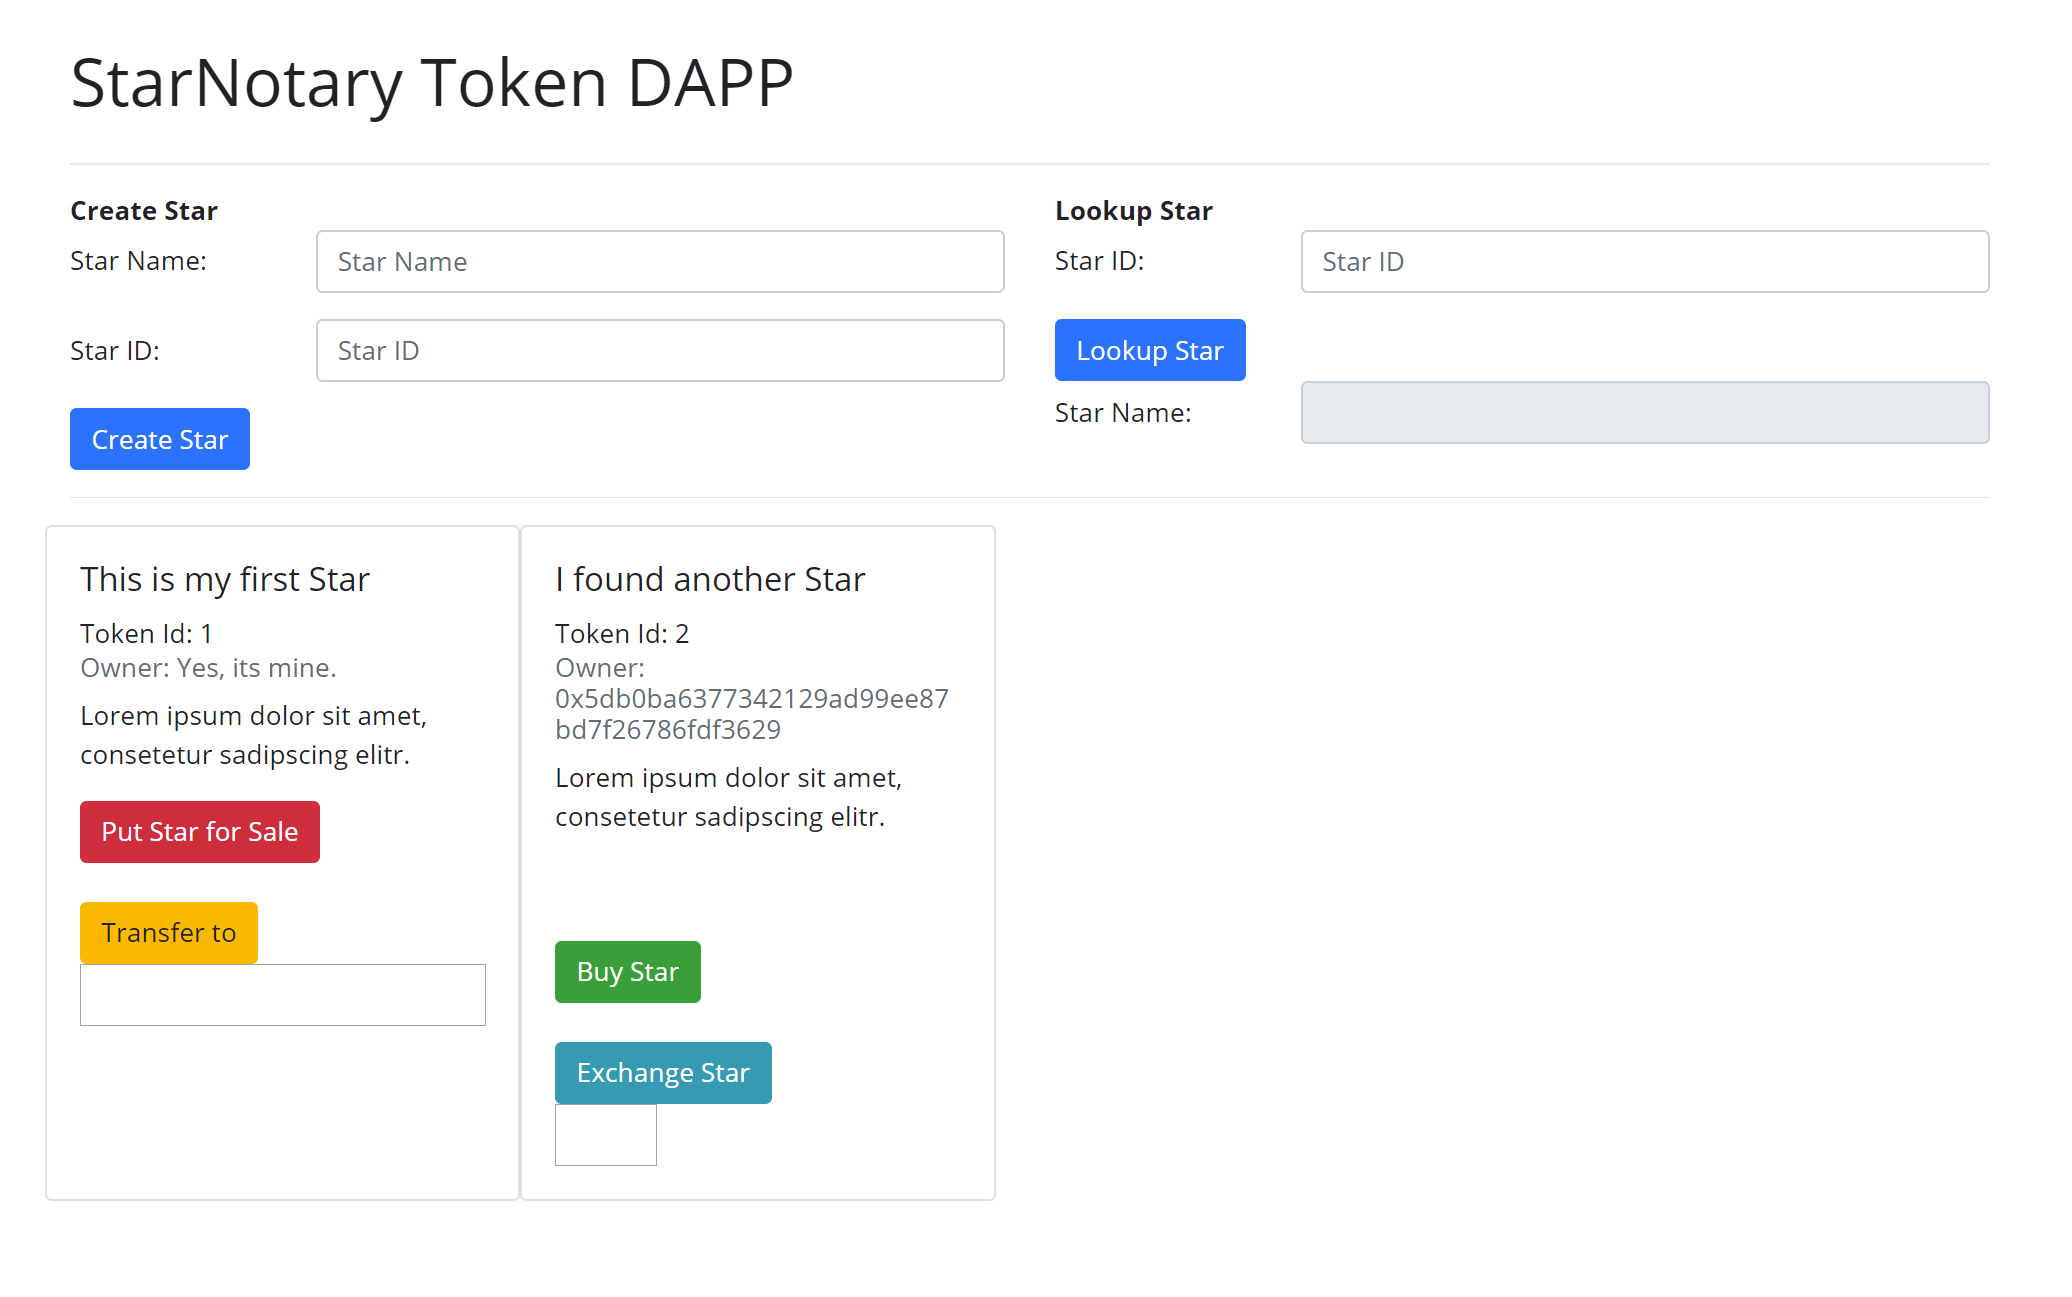 StarNotary Token DAPP
Create Star
Star Name:
Star Name
Star ID:
Star ID
Create Star
Lookup Star
Star ID:
Star ID
Lookup Star
Star Name:
This is my first Star
Token Id: 1
Owner: Yes, its mine.
Lorem ipsum dolor sit amet,
consetetur sadipscing elitr.
Put Star for Sale
Transfer to
I found another Star
Token Id: 2
Owner:
0x5db0ba6377342129ad99ee87
bd7f26786fdf3629
Lorem ipsum dolor sit amet,
consetetur sadipscing elitr.
Buy Star
Exchange Star